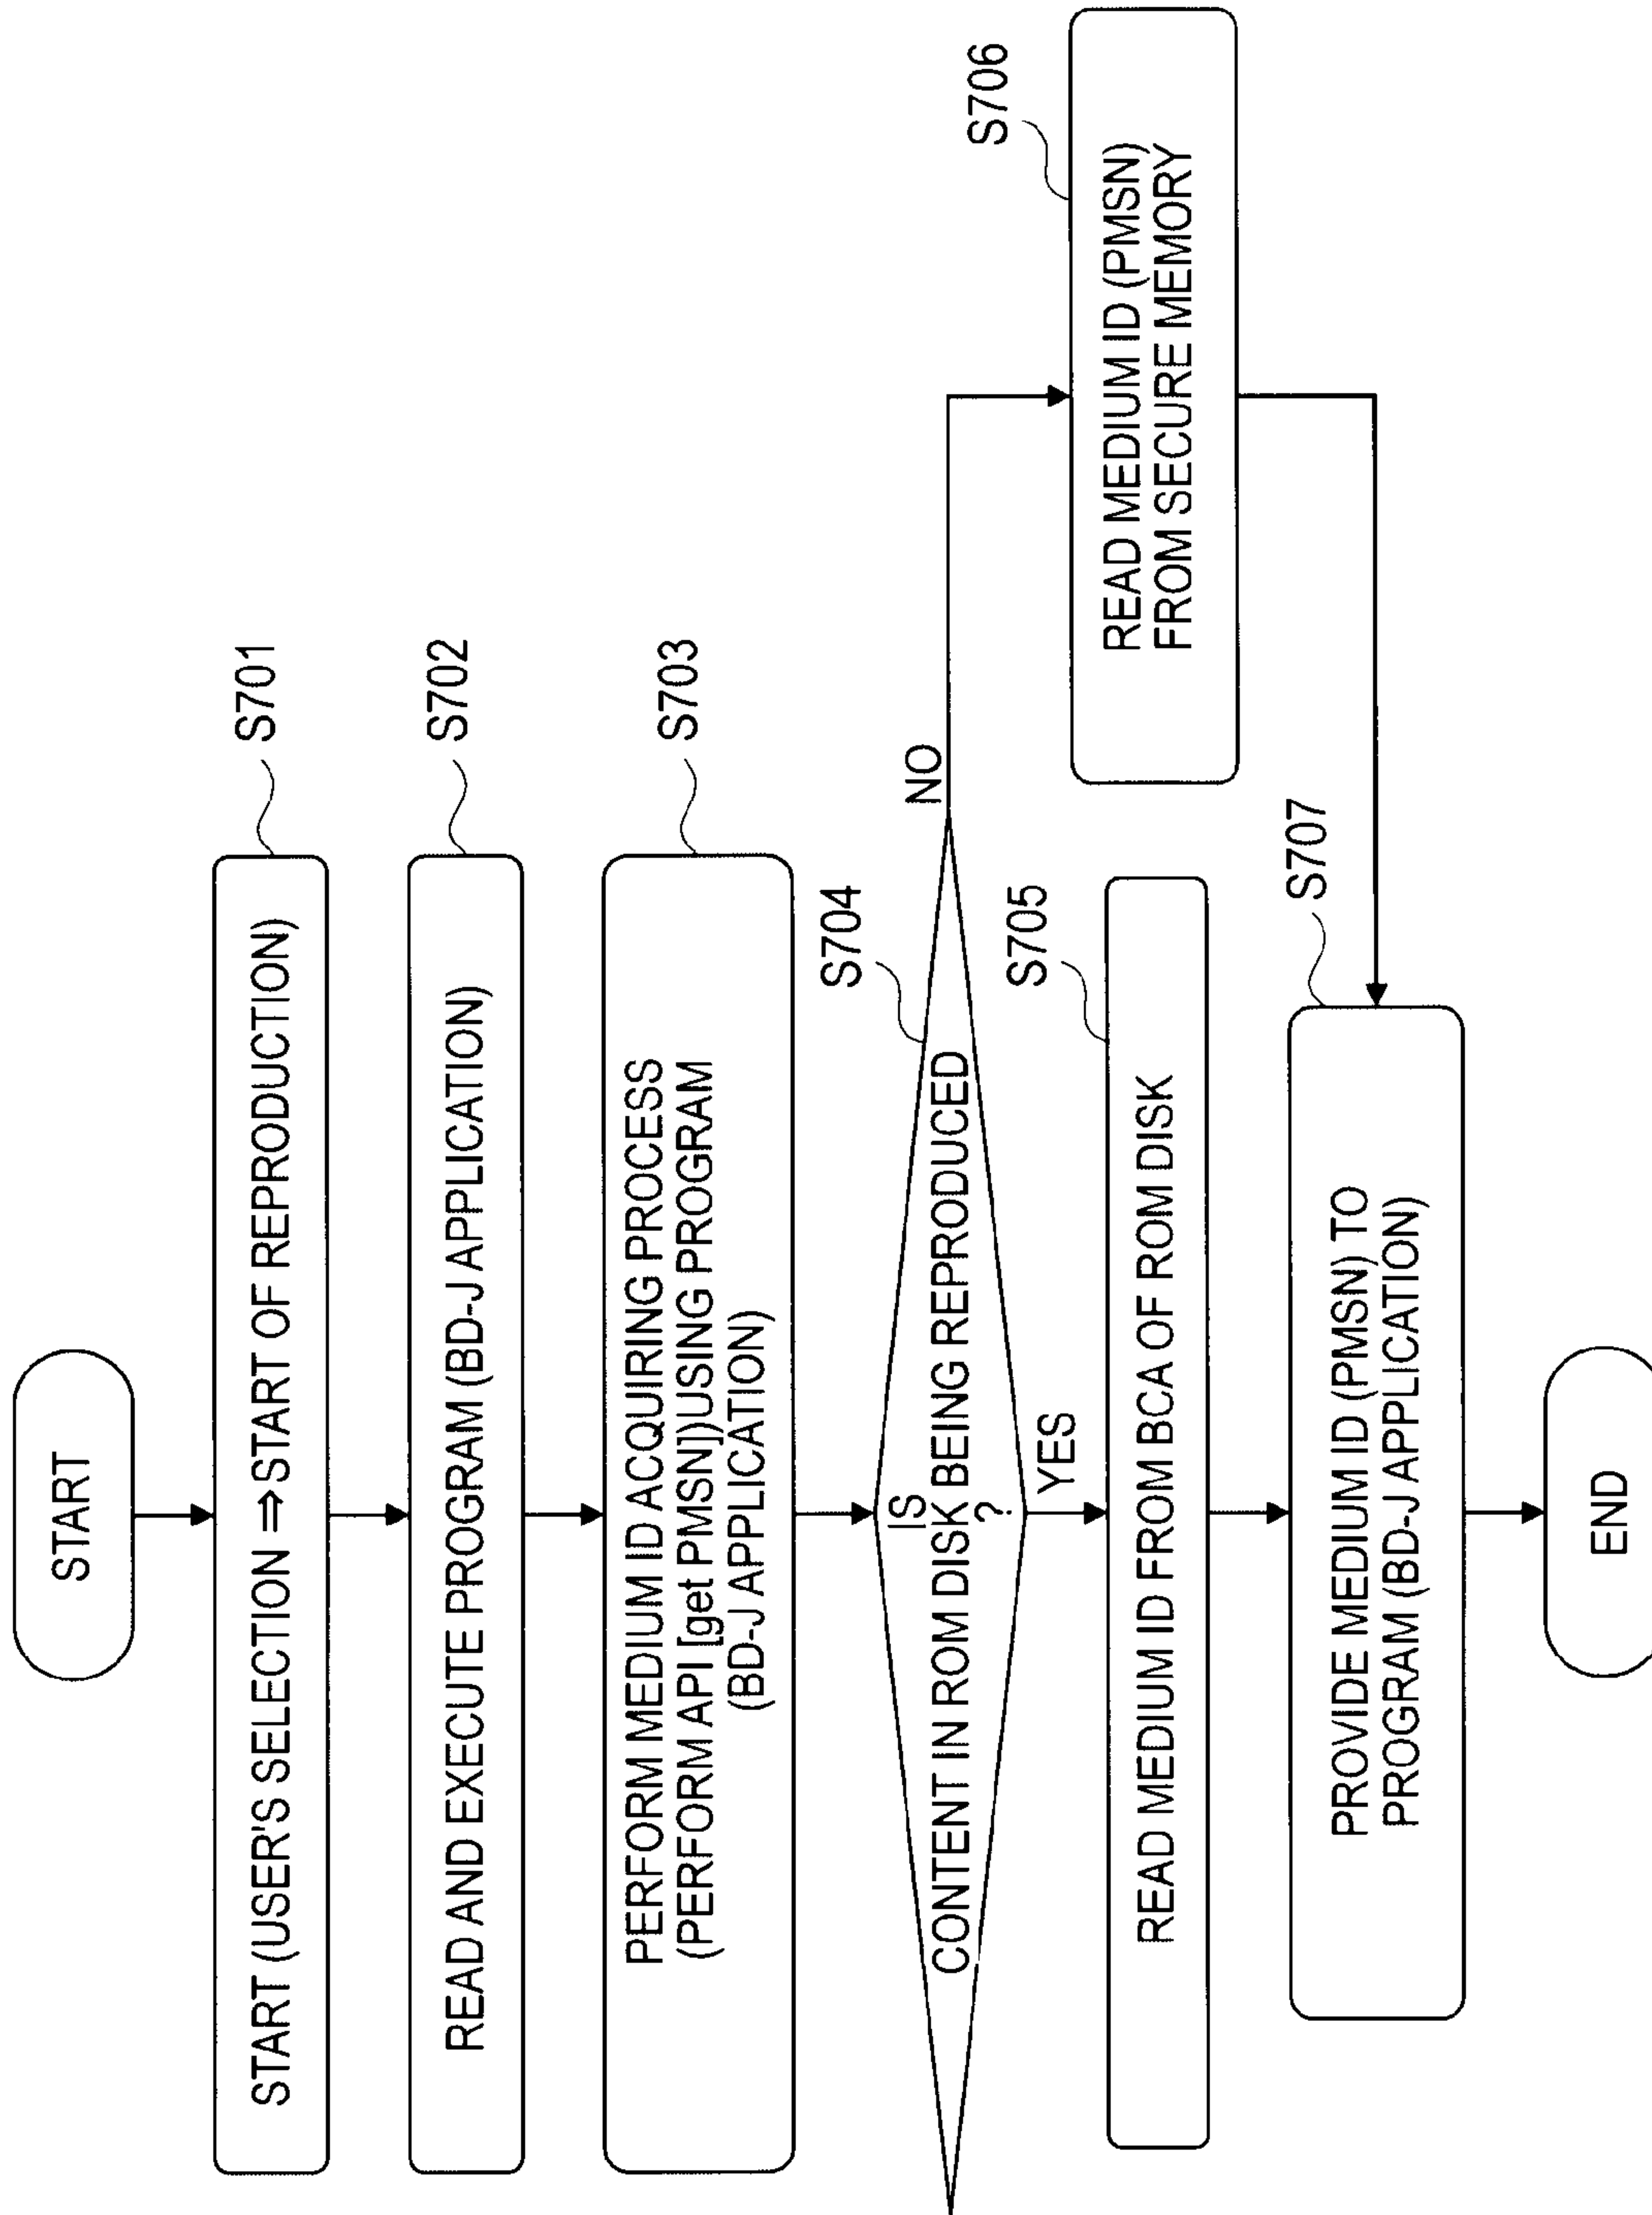 START
START (USER'S SELECTION ⇒ START OF REPRODUCTION)
S701
READ AND EXECUTE PROGRAM (BD-J APPLICATION)
S702
PERFORM MEDIUM ID ACQUIRING PROCESS
(PERFORM API [get PMSN])USING PROGRAM
(BD-J APPLICATION)
S703
IS
CONTENT IN ROM DISK BEING REPRODUCED
?
S704
NO
YES
READ MEDIUM ID FROM BCA OF ROM DISK
S705
READ MEDIUM ID (PMSN)
FROM SECURE MEMORY
S706
PROVIDE MEDIUM ID (PMSN) TO
PROGRAM (BD-J APPLICATION)
S707
END